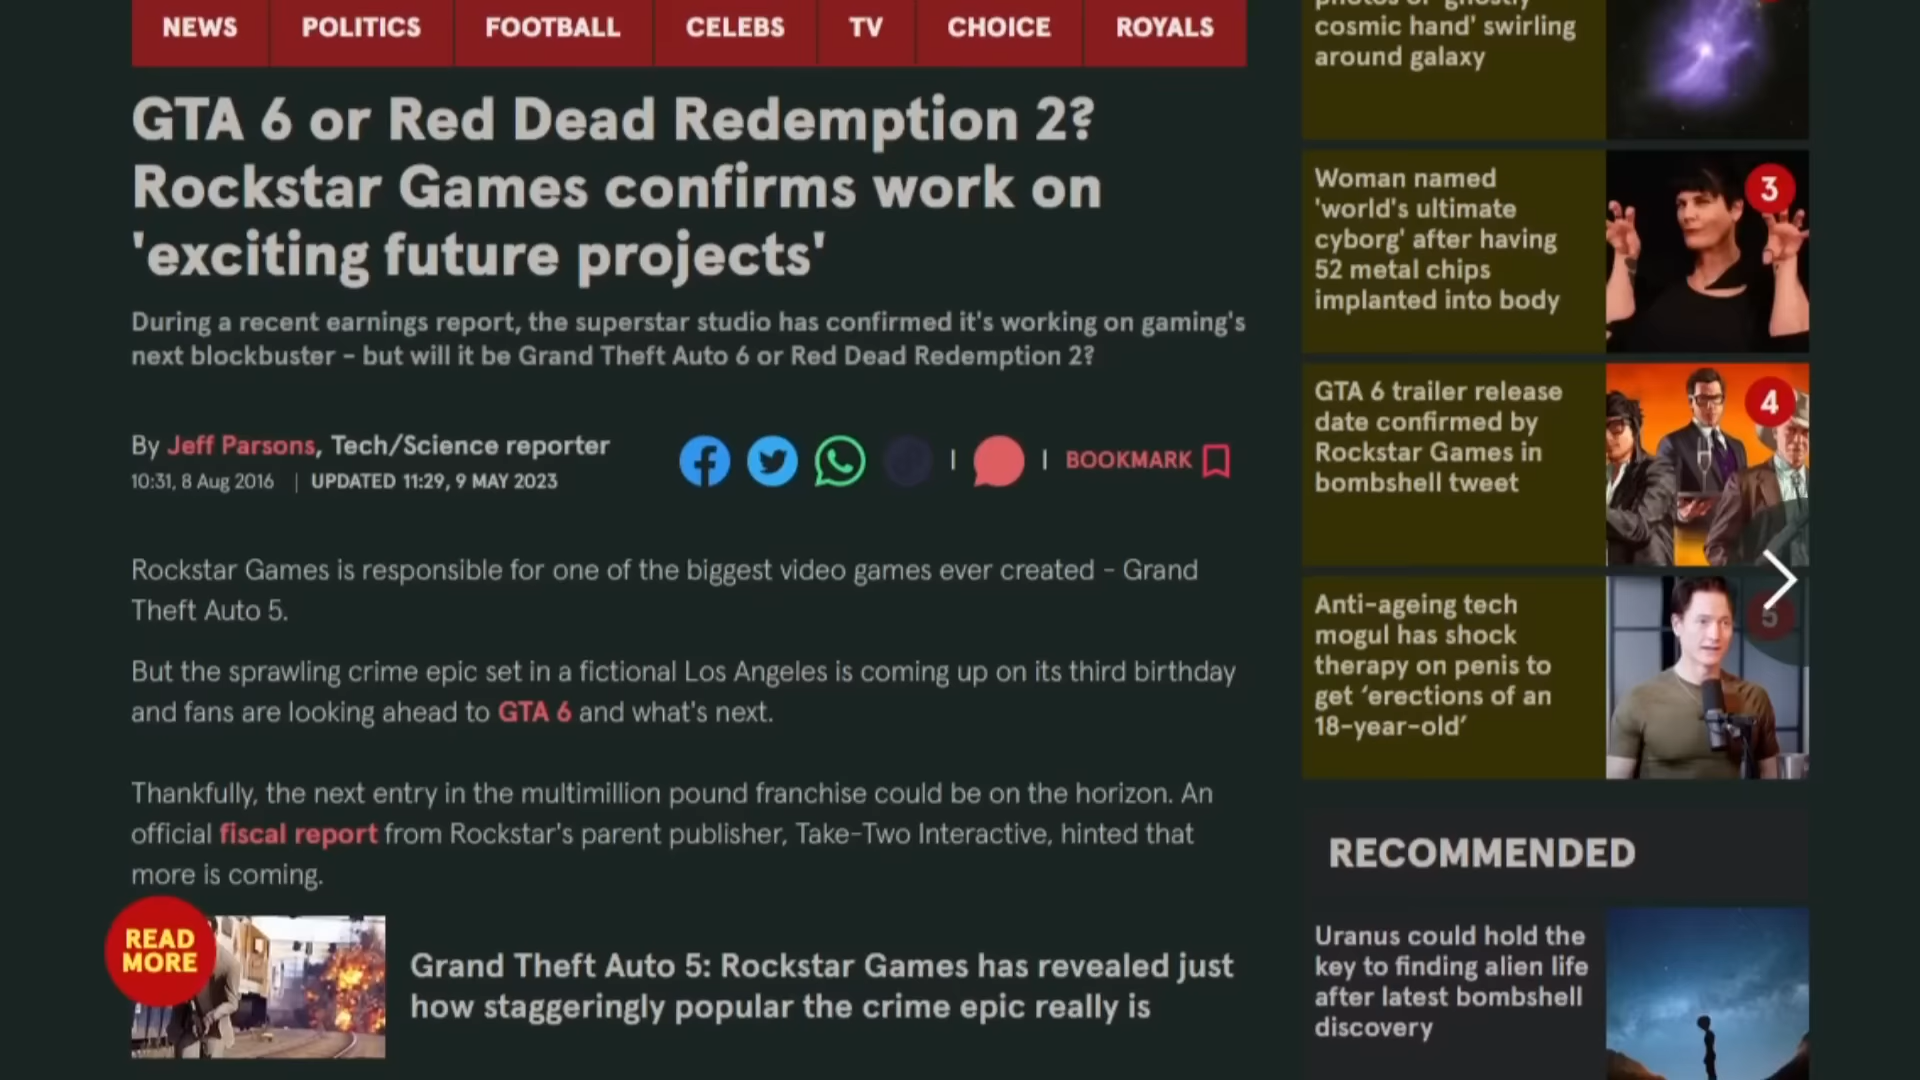 NEWS POLITICS FOOTBALL CELEBS TV CHOICE ROYALS
GTA 6 or Red Dead Redemption 2?
Rockstar Games confirms work on
'exciting future projects'
During a recent earnings report, the superstar studio has confirmed it's working on gaming's
next blockbuster – but will it be Grand Theft Auto 6 or Red Dead Redemption 2?
By Jeff Parsons, Tech/Science reporter
10:31, 8 Aug 2016 | UPDATED 11:29, 9 MAY 2023
| | BOOKMARK
Rockstar Games is responsible for one of the biggest video games ever created – Grand
Theft Auto 5.
But the sprawling crime epic set in a fictional Los Angeles is coming up on its third birthday
and fans are looking ahead to GTA 6 and what's next.
Thankfully, the next entry in the multimillion pound franchise could be on the horizon. An
official fiscal report from Rockstar's parent publisher, Take-Two Interactive, hinted that
more is coming.
READ
MORE
Grand Theft Auto 5: Rockstar Games has revealed just
how staggeringly popular the crime epic really is
photos of 'ghostly
cosmic hand' swirling
around galaxy
Woman named
'world's ultimate
cyborg' after having
52 metal chips
implanted into body
3
GTA 6 trailer release
date confirmed by
Rockstar Games in
bombshell tweet
4
Anti-ageing tech
mogul has shock
therapy on penis to
get ‘erections of an
18-year-old’
5
RECOMMENDED
Uranus could hold the
key to finding alien life
after latest bombshell
discovery